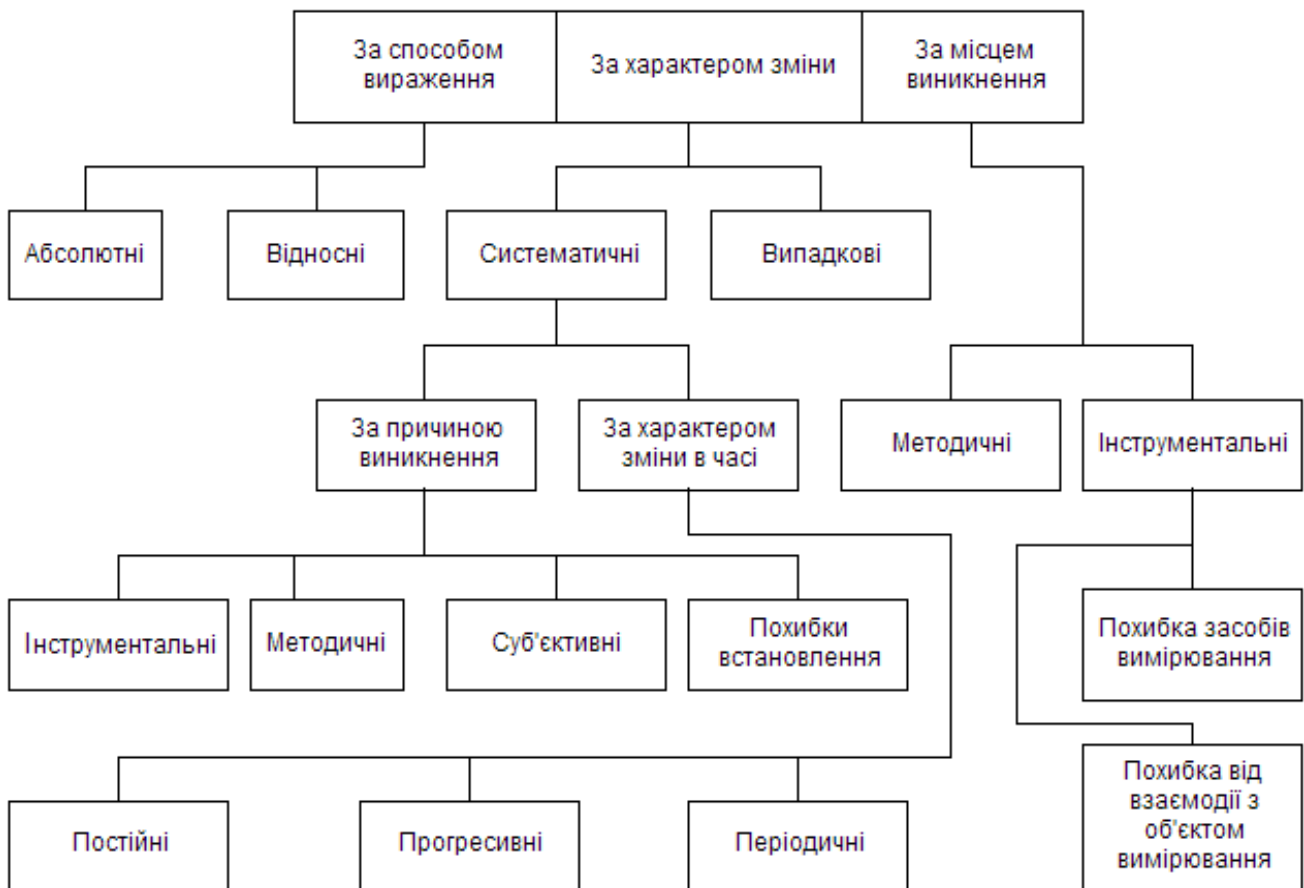 За способом
вираження
За характером зміни
За місцем
виникнення
Абсолютні
Відносні
Систематичні
Випадкові
За причиною
виникнення
За характером
зміни в часі
Методичні
Інструментальні
Інструментальні
Методичні
Суб'єктивні
Похибки
встановлення
Похибка засобів
вимірювання
Постійні
Прогресивні
Періодичні
Похибка від
взаємодії з
об'єктом
вимірювання